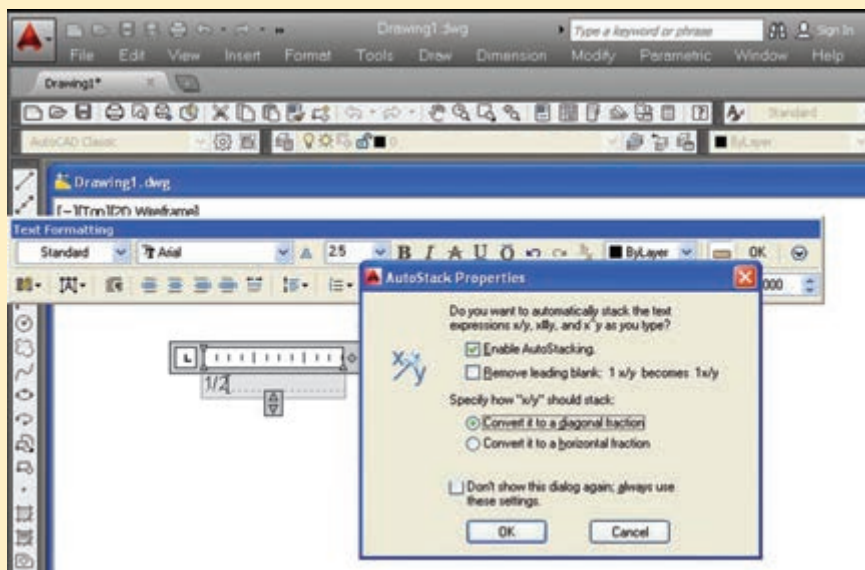 Drawing1.dwg
Type a keyword or phrase
Sign In
File Edit View Insert Format Tools Draw Dimension Modify Parametric Window Help
Drawing1*
Standard
AutoCAD Classic
0
ByLayer
Drawing1.dwg
[-][Top][2D Wireframe]
Text Formatting
Standard Arial 2.5 B I A U O ByLayer OK
000
AutoStack Properties
Do you want to automatically stack the text
expressions x/y, x#y, and x^y as you type?
Enable AutoStacking.
Remove leading blank: 1 x/y becomes 1x/y
Specify how "x/y" should stack:
Convert it to a diagonal fraction
Convert it to a horizontal fraction
Don't show this dialog again; always use
these settings.
OK Cancel
x/y
L
1/2